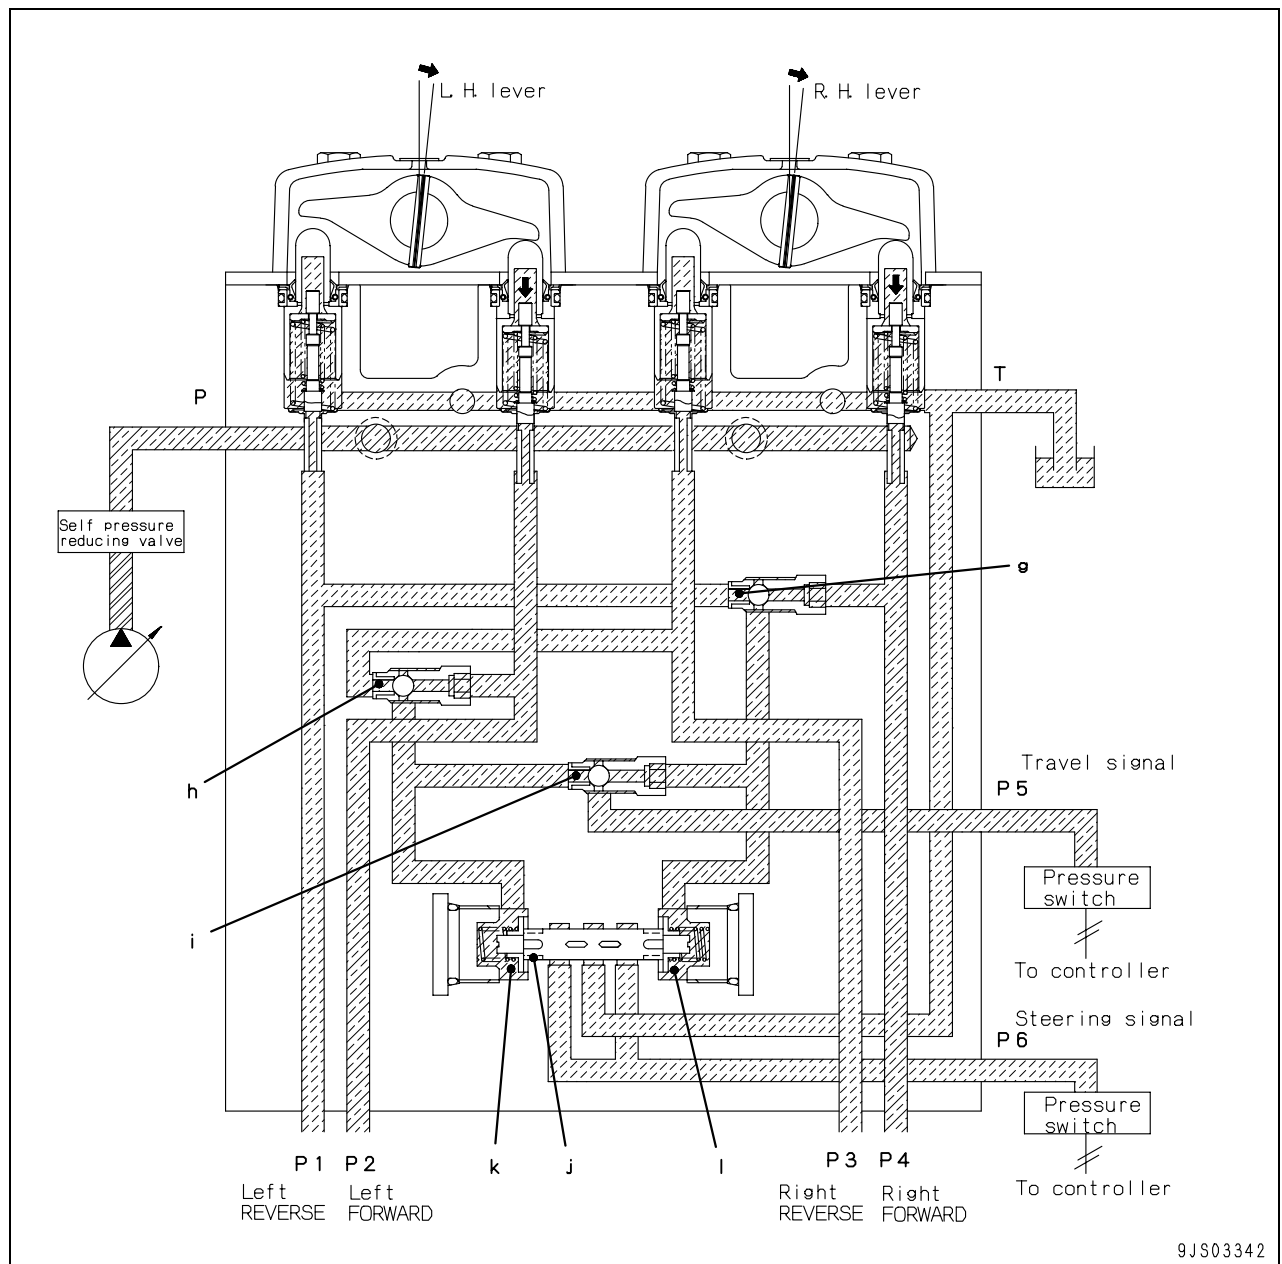 L. H. lever
R. H. lever
P
T
Self pressure
reducing valve
g
h
Travel signal
P5
Pressure
switch
i
To controller
Steering signal
P6
Pressure
switch
To controller
P1
P2
k
j
l
P3
P4
Left
REVERSE
Left
FORWARD
Right
REVERSE
Right
FORWARD
9JS03342